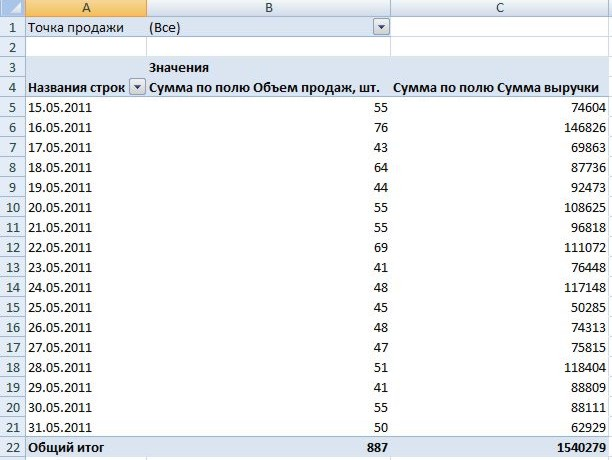 A B C
1 Точка продажи (Все)
2
3 Значения
4 Названия строк Сумма по полю Объем продаж, шт. Сумма по полю Сумма выручки
5 15.05.2011 55 74604
6 16.05.2011 76 146826
7 17.05.2011 43 69863
8 18.05.2011 64 87736
9 19.05.2011 44 92473
10 20.05.2011 55 108625
11 21.05.2011 55 96818
12 22.05.2011 69 111072
13 23.05.2011 41 76448
14 24.05.2011 48 117148
15 25.05.2011 45 50285
18 26.05.2011 48 74313
17 27.05.2011 47 75815
18 28.05.2011 51 118404
19 29.05.2011 41 88809
20 30.05.2011 55 88111
21 31.05.2011 50 62929
22 Общий итог 887 1540279